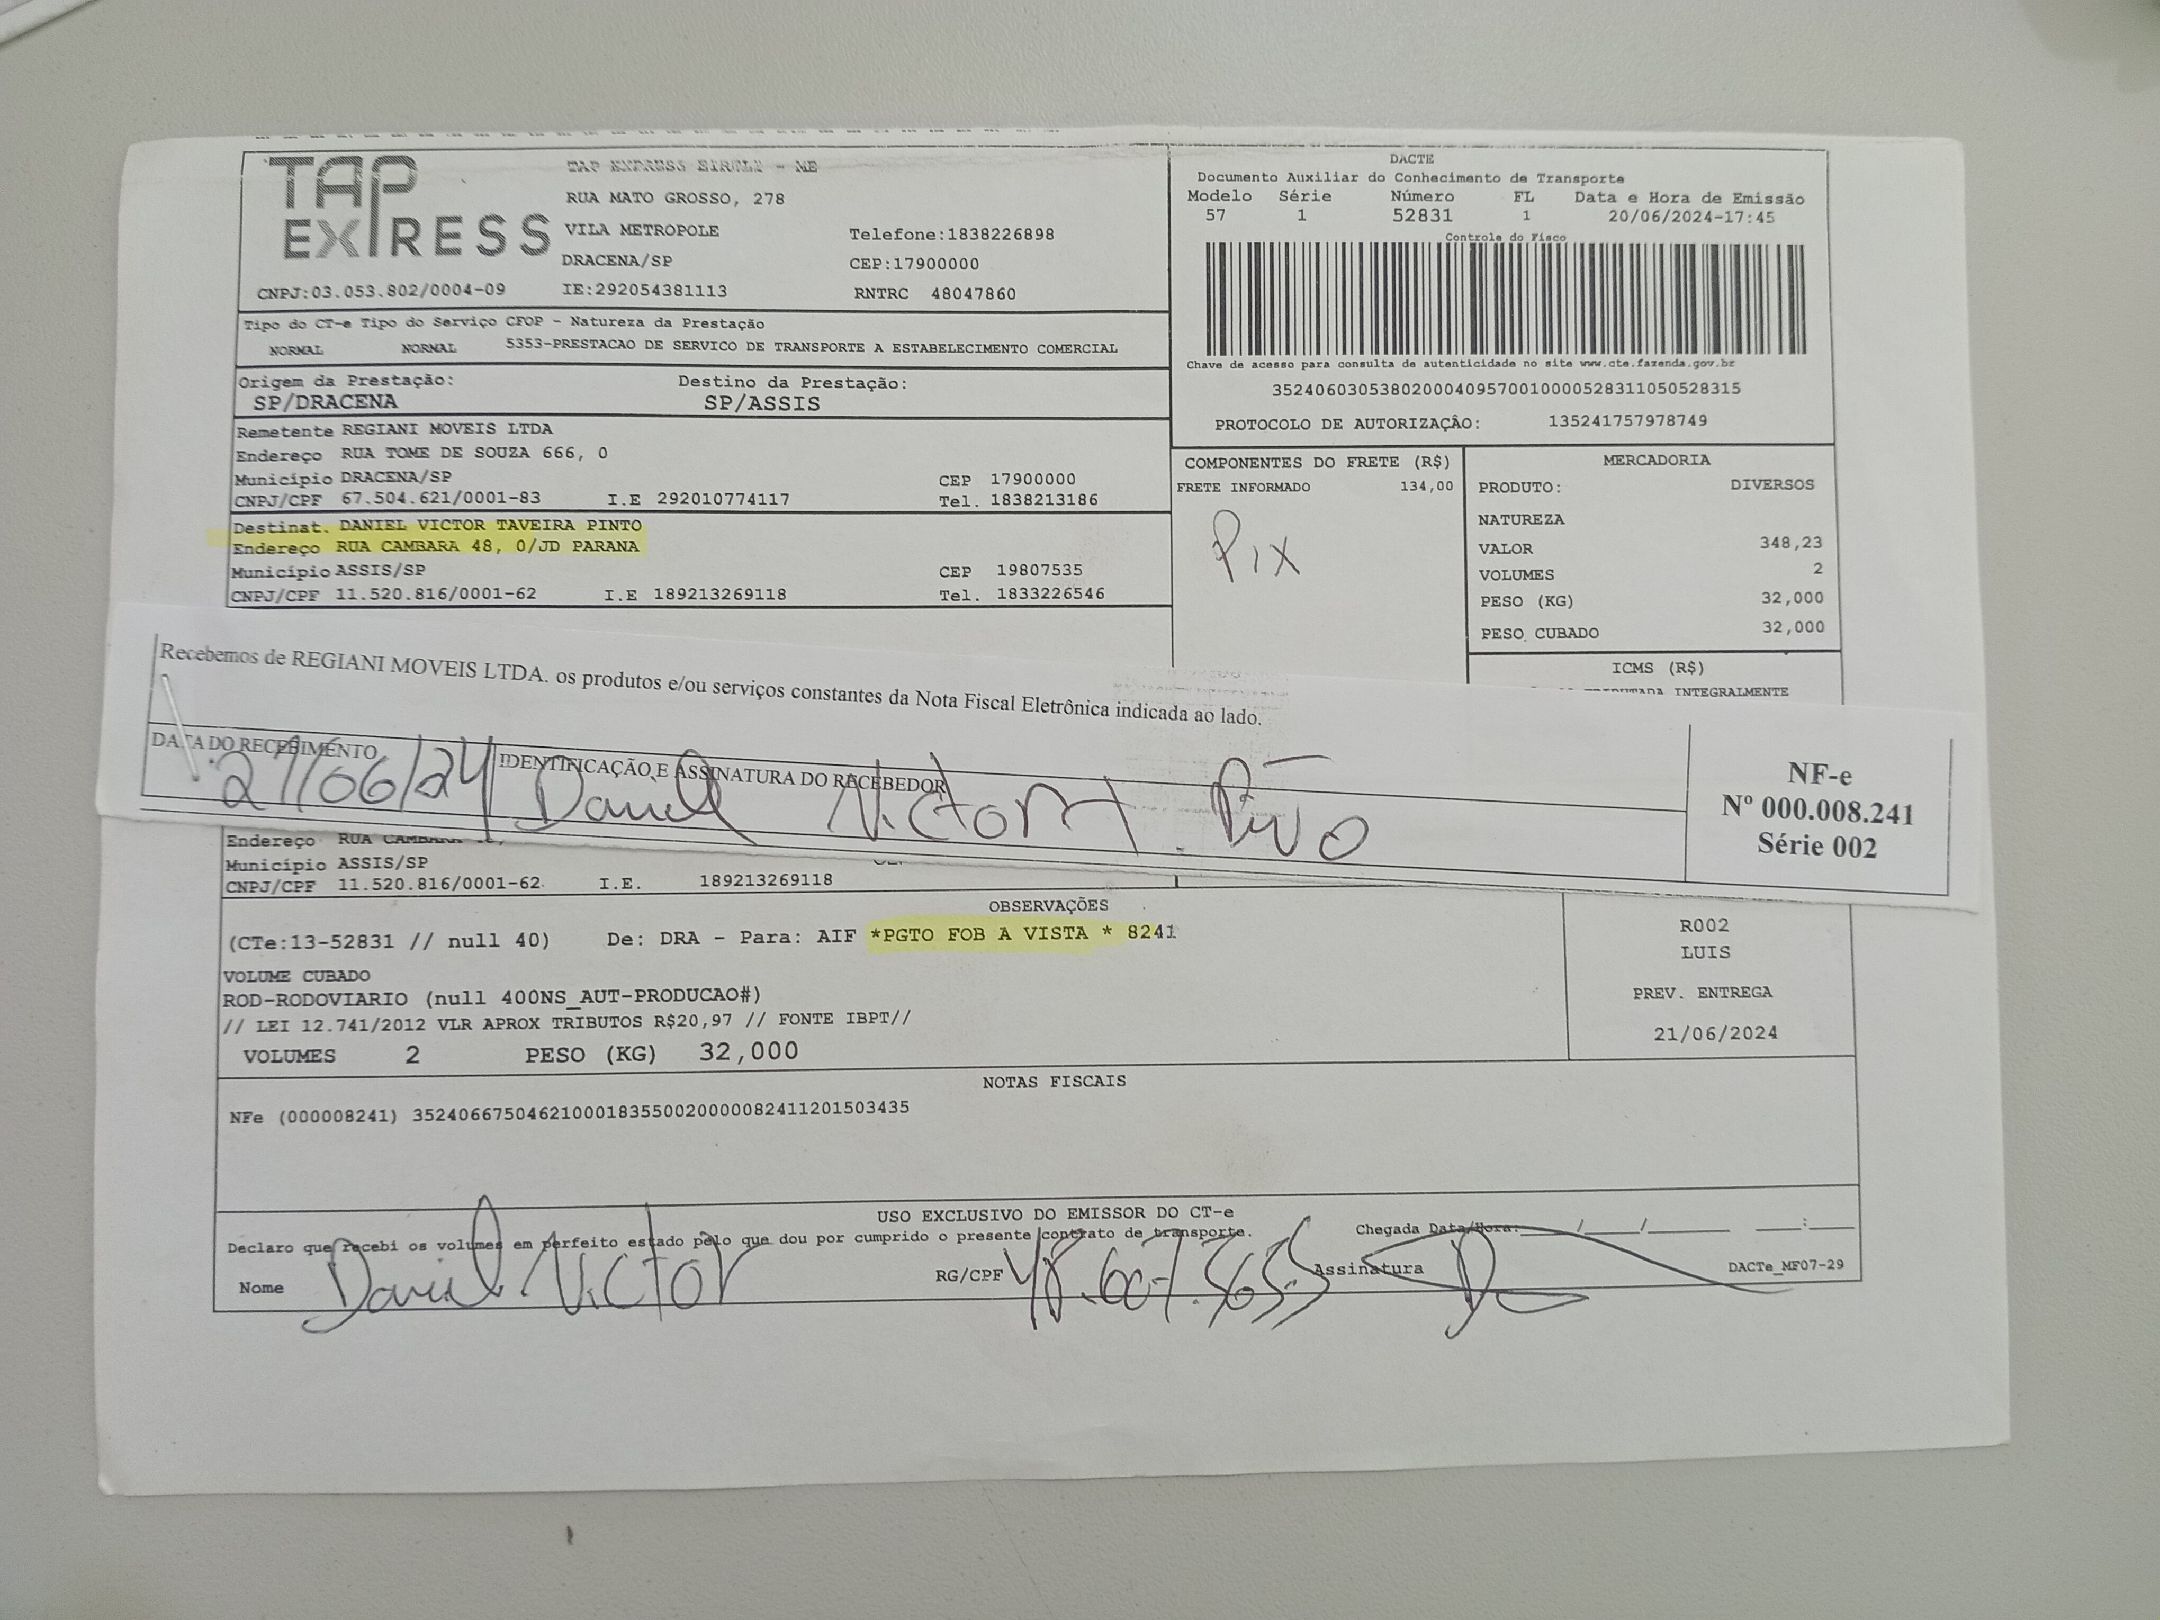 TAP EXPRESS
TAP EXPRESS EIRELI - ME
RUA MATO GROSSO, 278
VILA METROPOLE Telefone:1838226898
DRACENA/SP CEP:17900000
CNPJ:03.053.802/0004-09 IE:292054381113 RNTRC 48047860
DACTE
Documento Auxiliar do Conhecimento de Transporte
Modelo Série Número FL Data e Hora de Emissão
57 1 52831 1 20/06/2024-17:45
Controle do Fisco
Chave de acesso para consulta de autenticidade no site www.cte.fazenda.gov.br
35240603053802000409570010000528311050528315
PROTOCOLO DE AUTORIZAÇÂO: 135241757978749
Tipo do CT-e Tipo do Serviço CFOP - Natureza da Prestação
NORMAL NORMAL 5353-PRESTACAO DE SERVICO DE TRANSPORTE A ESTABELECIMENTO COMERCIAL
Origem da Prestação: Destino da Prestação:
SP/DRACENA SP/ASSIS
Remetente REGIANI MOVEIS LTDA
Endereço RUA TOME DE SOUZA 666, 0
Município DRACENA/SP CEP 17900000
CNPJ/CPF 67.504.621/0001-83 I.E 292010774117 Tel. 1838213186
Destinat. DANIEL VICTOR TAVEIRA PINTO
Endereço RUA CAMBARA 48, 0/JD PARANA
Município ASSIS/SP CEP 19807535
CNPJ/CPF 11.520.816/0001-62 I.E 189213269118 Tel. 1833226546
COMPONENTES DO FRETE (R$)
FRETE INFORMADO 134,00
Pix
MERCADORIA
PRODUTO: DIVERSOS
NATUREZA
VALOR 348,23
VOLUMES 2
PESO (KG) 32,000
PESO CUBADO 32,000
ICMS (R$)
INTEGRALMENTE
Recebemos de REGIANI MOVEIS LTDA. os produtos e/ou serviços constantes da Nota Fiscal Eletrônica indicada ao lado.
DATA DO RECEBIMENTO IDENTIFICAÇÃO E ASSINATURA DO RECEBEDOR
Daniel Victor T.
NF-e
Nº 000.008.241
Série 002
Endereço RUA CAMBARA
Município ASSIS/SP
CNPJ/CPF 11.520.816/0001-62 I.E. 189213269118
OBSERVAÇÕES
(CTe:13-52831 // null 40) De: DRA - Para: AIF *PGTO FOB A VISTA * 8241
VOLUME CUBADO
ROD-RODOVIARIO (null 400NS_AUT-PRODUCAO#)
// LEI 12.741/2012 VLR APROX TRIBUTOS R$20,97 // FONTE IBPT//
VOLUMES 2 PESO (KG) 32,000
R002
LUIS
PREV. ENTREGA
21/06/2024
NOTAS FISCAIS
NFe (000008241) 35240667504621000183550020000082411201503435
USO EXCLUSIVO DO EMISSOR DO CT-e
Declaro que recebi os volumes em perfeito estado pelo que dou por cumprido o presente contrato de transporte. Chegada Data/Hora: / / :
Nome Daniel Victor RG/CPF Assinatura DACTe_MF07-29